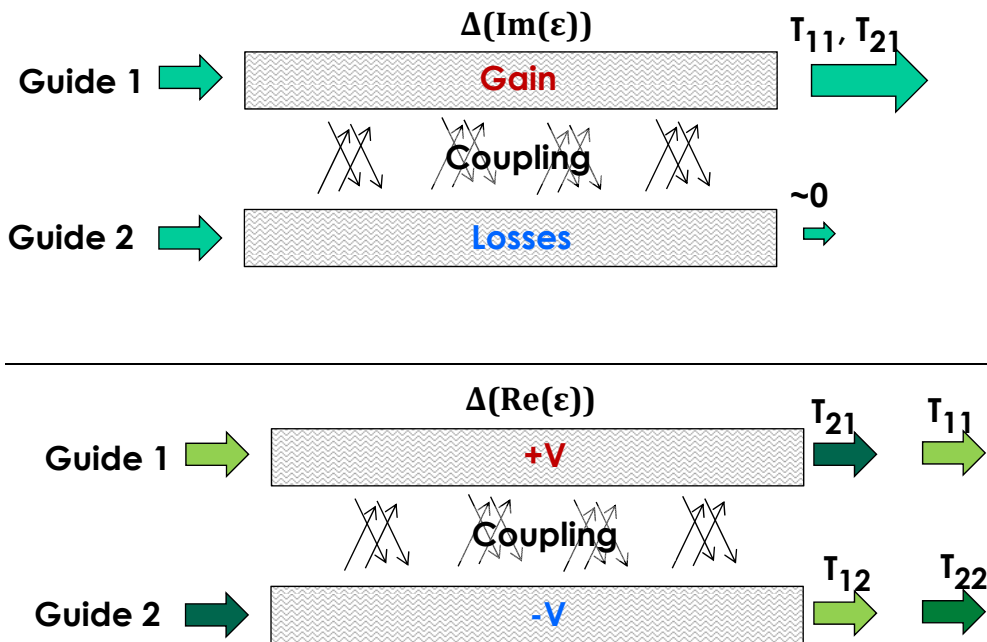 Δ(Im(ε))
T11, T21
Guide 1
Gain
Coupling
~0
Guide 2
Losses
Δ(Re(ε))
T21
T11
Guide 1
+V
Coupling
T12
T22
Guide 2
-V